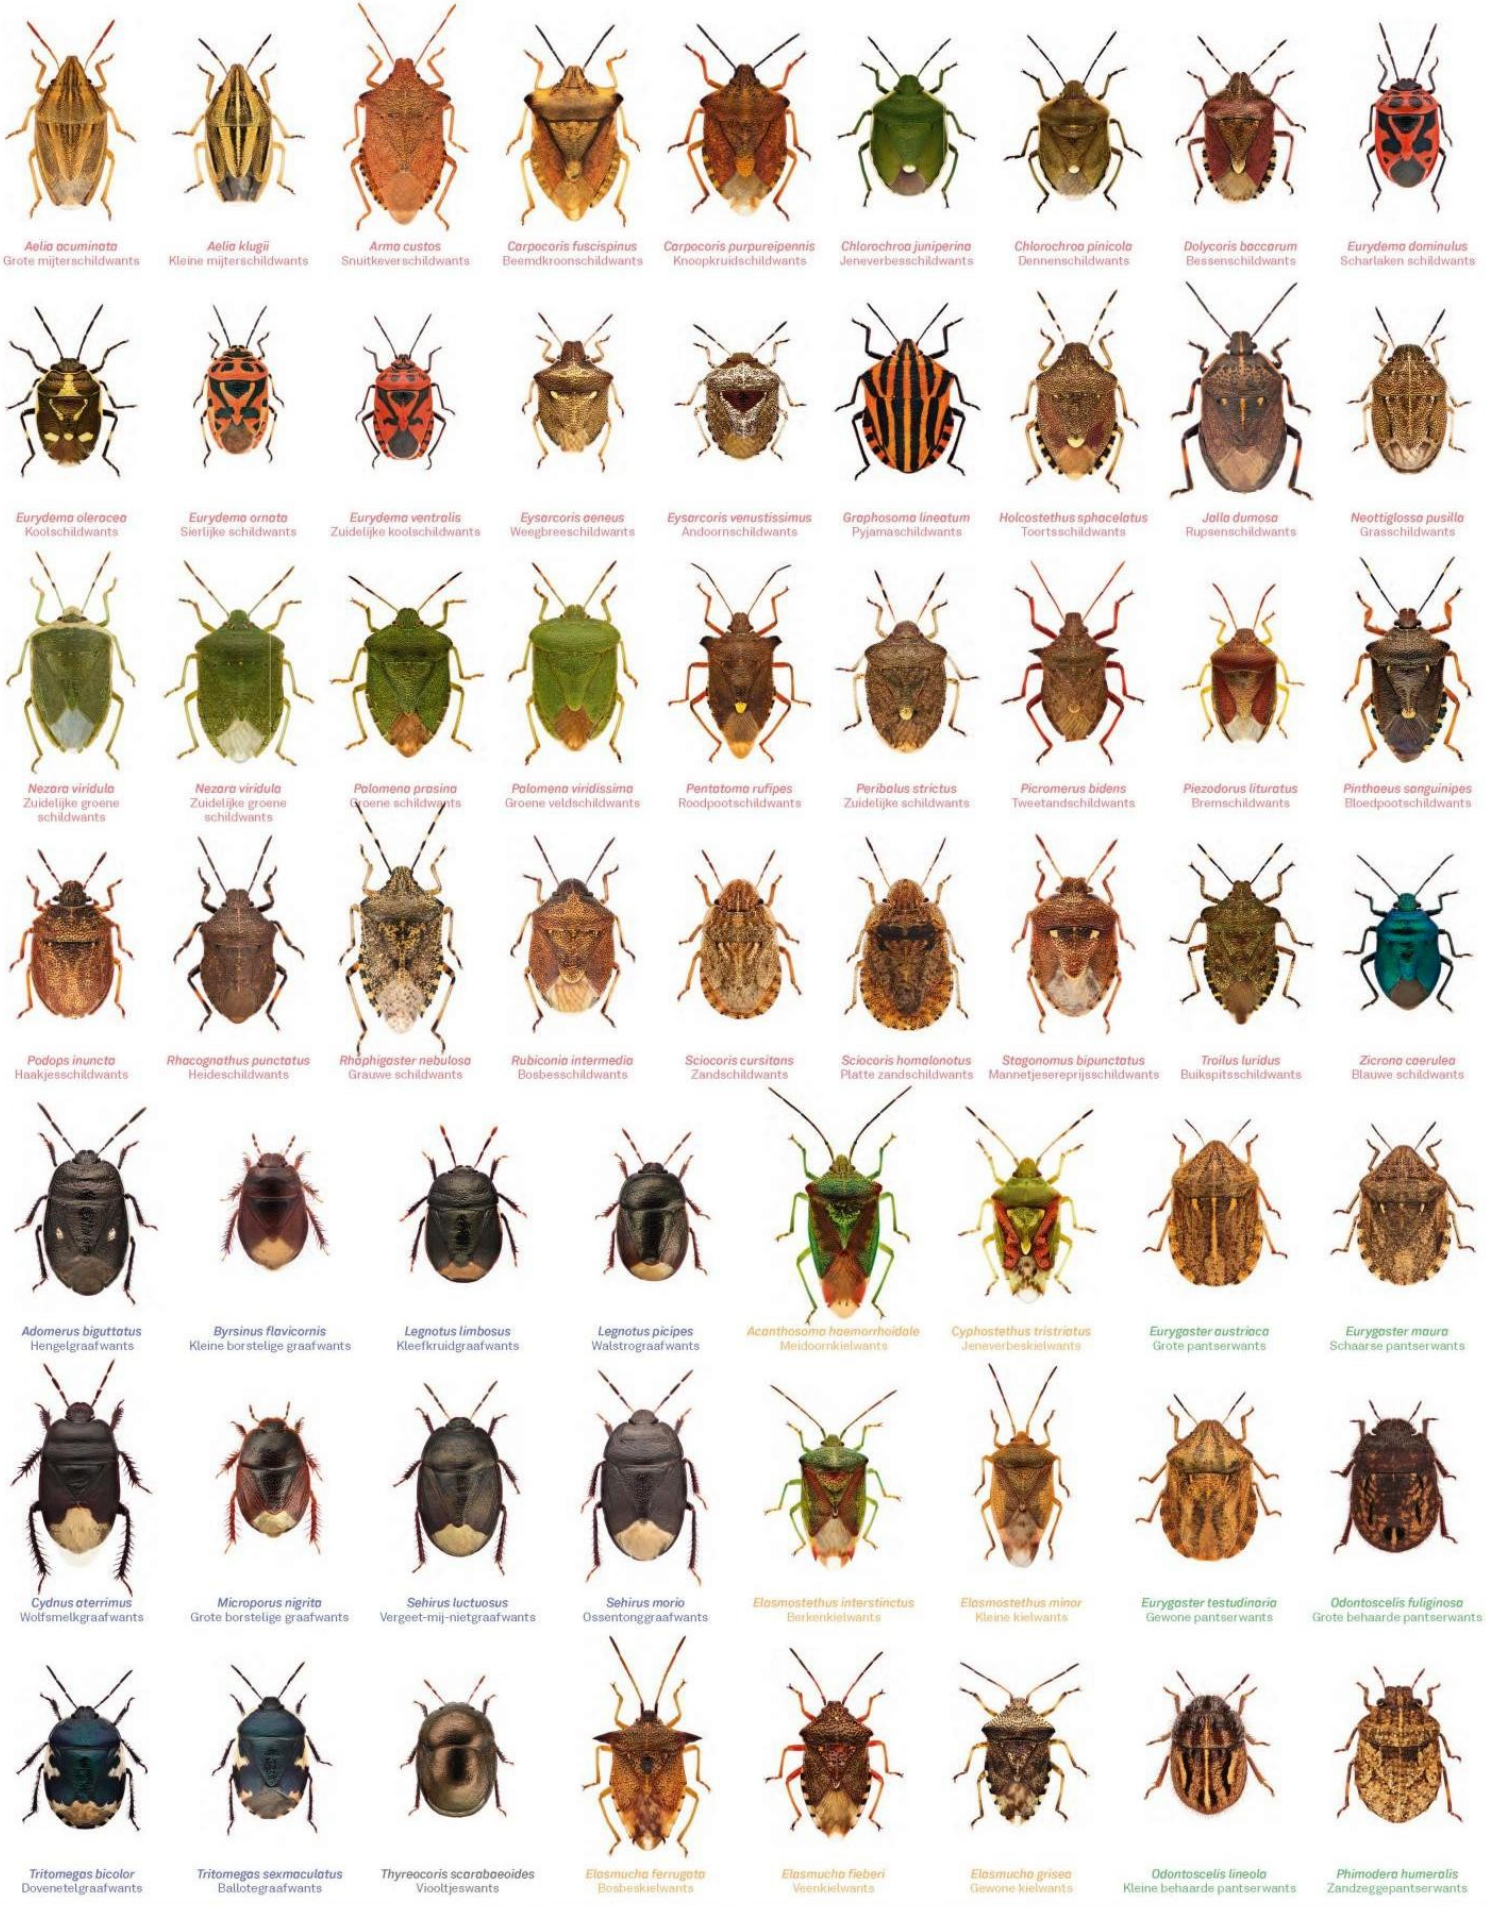 Aelia acuminata
Grote mijterschildwants
Aelia klugii
Kleine mijterschildwants
Arma custos
Snuitkeverschildwants
Carpocoris fuscispinus
Beemdkroonschildwants
Carpocoris purpureipennis
Knoopkruidschildwants
Chlorochroa juniperina
Jeneverbesschildwants
Chlorochroa pinicola
Dennenschildwants
Dolycoris baccarum
Bessenschildwants
Eurydema dominulus
Scharlaken schildwants
Eurydema oleracea
Koolschildwants
Eurydema ornata
Sierlijke schildwants
Eurydema ventralis
Zuidelijke koolschildwants
Eysarcoris aeneus
Weegbreeschildwants
Eysarcoris venustissimus
Andoornschildwants
Graphosoma lineatum
Pyjamaschildwants
Holcostethus sphacelatus
Toortsschildwants
Jalla dumosa
Rupsenschildwants
Neottiglossa pusilla
Grasschildwants
Nezara viridula
Zuidelijke groene
schildwants
Nezara viridula
Zuidelijke groene
schildwants
Palomena prasina
Groene schildwants
Palomena viridissima
Groene veldschildwants
Pentatoma rufipes
Roodpootschildwants
Peribalus strictus
Zuidelijke schildwants
Picromerus bidens
Tweetandschildwants
Piezodorus lituratus
Bremschildwants
Pinthaeus sanguinipes
Bloedpootschildwants
Podops inuncta
Haakjesschildwants
Rhacognathus punctatus
Heideschildwants
Rhaphigaster nebulosa
Grauwe schildwants
Rubiconia intermedia
Bosbesschildwants
Sciocoris cursitans
Zandschildwants
Sciocoris homalonotus
Platte zandschildwants
Stagonomus bipunctatus
Mannetjesereprijsschildwants
Troilus luridus
Buikspitsschildwants
Zicrona caerulea
Blauwe schildwants
Adomerus biguttatus
Hengelgraafwants
Byrsinus flavicornis
Kleine borstelige graafwants
Legnotus limbosus
Kleefkruidgraafwants
Legnotus picipes
Walstrograafwants
Acanthosoma haemorrhoidale
Meidoornkielwants
Cyphostethus tristriatus
Jeneverbeskielwants
Eurygaster austriaca
Grote pantserwants
Eurygaster maura
Schaarse pantserwants
Cydnus aterrimus
Wolfsmelkgraafwants
Microporus nigrita
Grote borstelige graafwants
Sehirus luctuosus
Vergeet-mij-nietgraafwants
Sehirus morio
Ossentonggraafwants
Elasmostethus interstinctus
Berkenkielwants
Elasmostethus minor
Kleine kielwants
Eurygaster testudinaria
Gewone pantserwants
Odontoscelis fuliginosa
Grote behaarde pantserwants
Tritomegas bicolor
Dovenetelgraafwants
Tritomegas sexmaculatus
Ballotegraafwants
Thyreocoris scarabaeoides
Viooltjeswants
Elasmucha ferrugata
Bosbeskielwants
Elasmucha fieberi
Veenkielwants
Elasmucha grisea
Gewone kielwants
Odontoscelis lineola
Kleine behaarde pantserwants
Phimodera humeralis
Zandzeggepantserwants